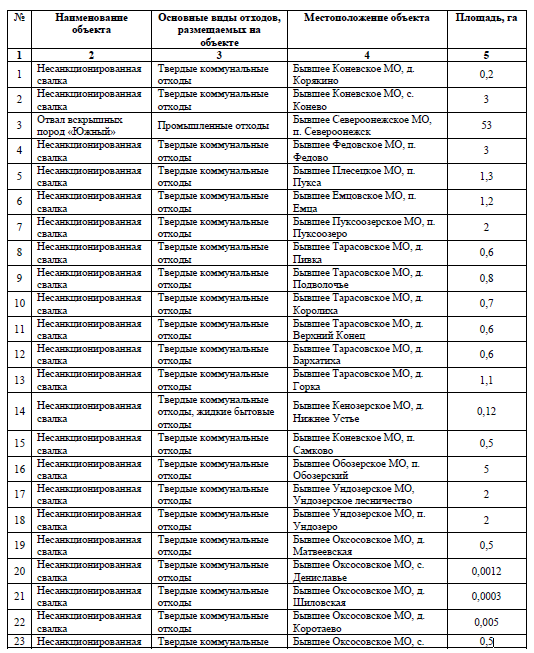 № Наименование объекта Основные виды отходов, размещаемых на объекте Местоположение объекта Площадь, га
1 2 3 4 5
1 Несанкционированная свалка Твердые коммунальные отходы Бывшее Коневское МО, д. Корякино 0,2
2 Несанкционированная свалка Твердые коммунальные отходы Бывшее Коневское МО, с. Конево 3
3 Отвал вскрышных пород «Южный» Промышленные отходы Бывшее Североонежское МО, п. Североонежск 53
4 Несанкционированная свалка Твердые коммунальные отходы Бывшее Федовское МО, п. Федово 3
5 Несанкционированная свалка Твердые коммунальные отходы Бывшее Плесецкое МО, п. Пукса 1,3
6 Несанкционированная свалка Твердые коммунальные отходы Бывшее Емцовское МО, п. Емца 1,2
7 Несанкционированная свалка Твердые коммунальные отходы Бывшее Пуксоозерское МО, п. Пуксоозеро 2
8 Несанкционированная свалка Твердые коммунальные отходы Бывшее Тарасовское МО, д. Пивка 0,6
9 Несанкционированная свалка Твердые коммунальные отходы Бывшее Тарасовское МО, д. Подволочье 0,8
10 Несанкционированная свалка Твердые коммунальные отходы Бывшее Тарасовское МО, д. Королиха 0,7
11 Несанкционированная свалка Твердые коммунальные отходы Бывшее Тарасовское МО, д. Верхний Конец 0,6
12 Несанкционированная свалка Твердые коммунальные отходы Бывшее Тарасовское МО, д. Бархатиха 0,6
13 Несанкционированная свалка Твердые коммунальные отходы Бывшее Тарасовское МО, д. Горка 1,1
14 Несанкционированная свалка Твердые коммунальные отходы, жидкие бытовые отходы Бывшее Кенозерское МО, д. Нижнее Устье 0,12
15 Несанкционированная свалка Твердые коммунальные отходы Бывшее Коневское МО, п. Самково 0,5
16 Несанкционированная свалка Твердые коммунальные отходы Бывшее Обозерское МО, п. Обозерский 5
17 Несанкционированная свалка Твердые коммунальные отходы Бывшее Ундозерское МО, Ундозерское лесничество 2
18 Несанкционированная свалка Твердые коммунальные отходы Бывшее Ундозерское МО, п. Ундозеро 2
19 Несанкционированная свалка Твердые коммунальные отходы Бывшее Оксосовское МО, д. Матвеевская 0,5
20 Несанкционированная свалка Твердые коммунальные отходы Бывшее Оксосовское МО, с. Дениславье 0,0012
21 Несанкционированная свалка Твердые коммунальные отходы Бывшее Оксосовское МО, д. Шиловская 0,0003
22 Несанкционированная свалка Твердые коммунальные отходы Бывшее Оксосовское МО, д. Коротаево 0,005
23 Несанкционированная Твердые коммунальные Бывшее Оксосовское МО, с. 0,5